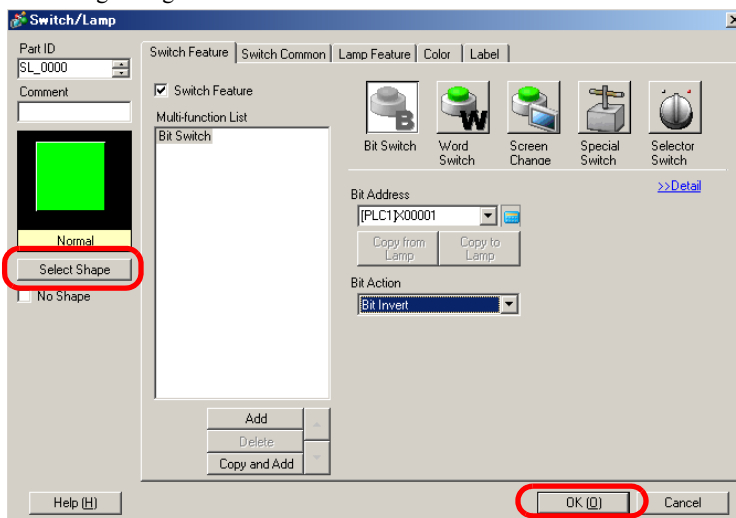 Switch/Lamp
Part ID
SL_0000
Comment
Normal
Select Shape
No Shape
Switch Feature
Switch Common
Lamp Feature
Color
Label
Switch Feature
Multi-function List
Bit Switch
Add
Delete
Copy and Add
Bit Switch
Word
Switch
Screen
Change
Special
Switch
Selector
Switch
>>Detail
Bit Address
[PLC1]X00001
Copy from
Lamp
Copy to
Lamp
Bit Action
Bit Invert
Help (H)
OK (O)
Cancel